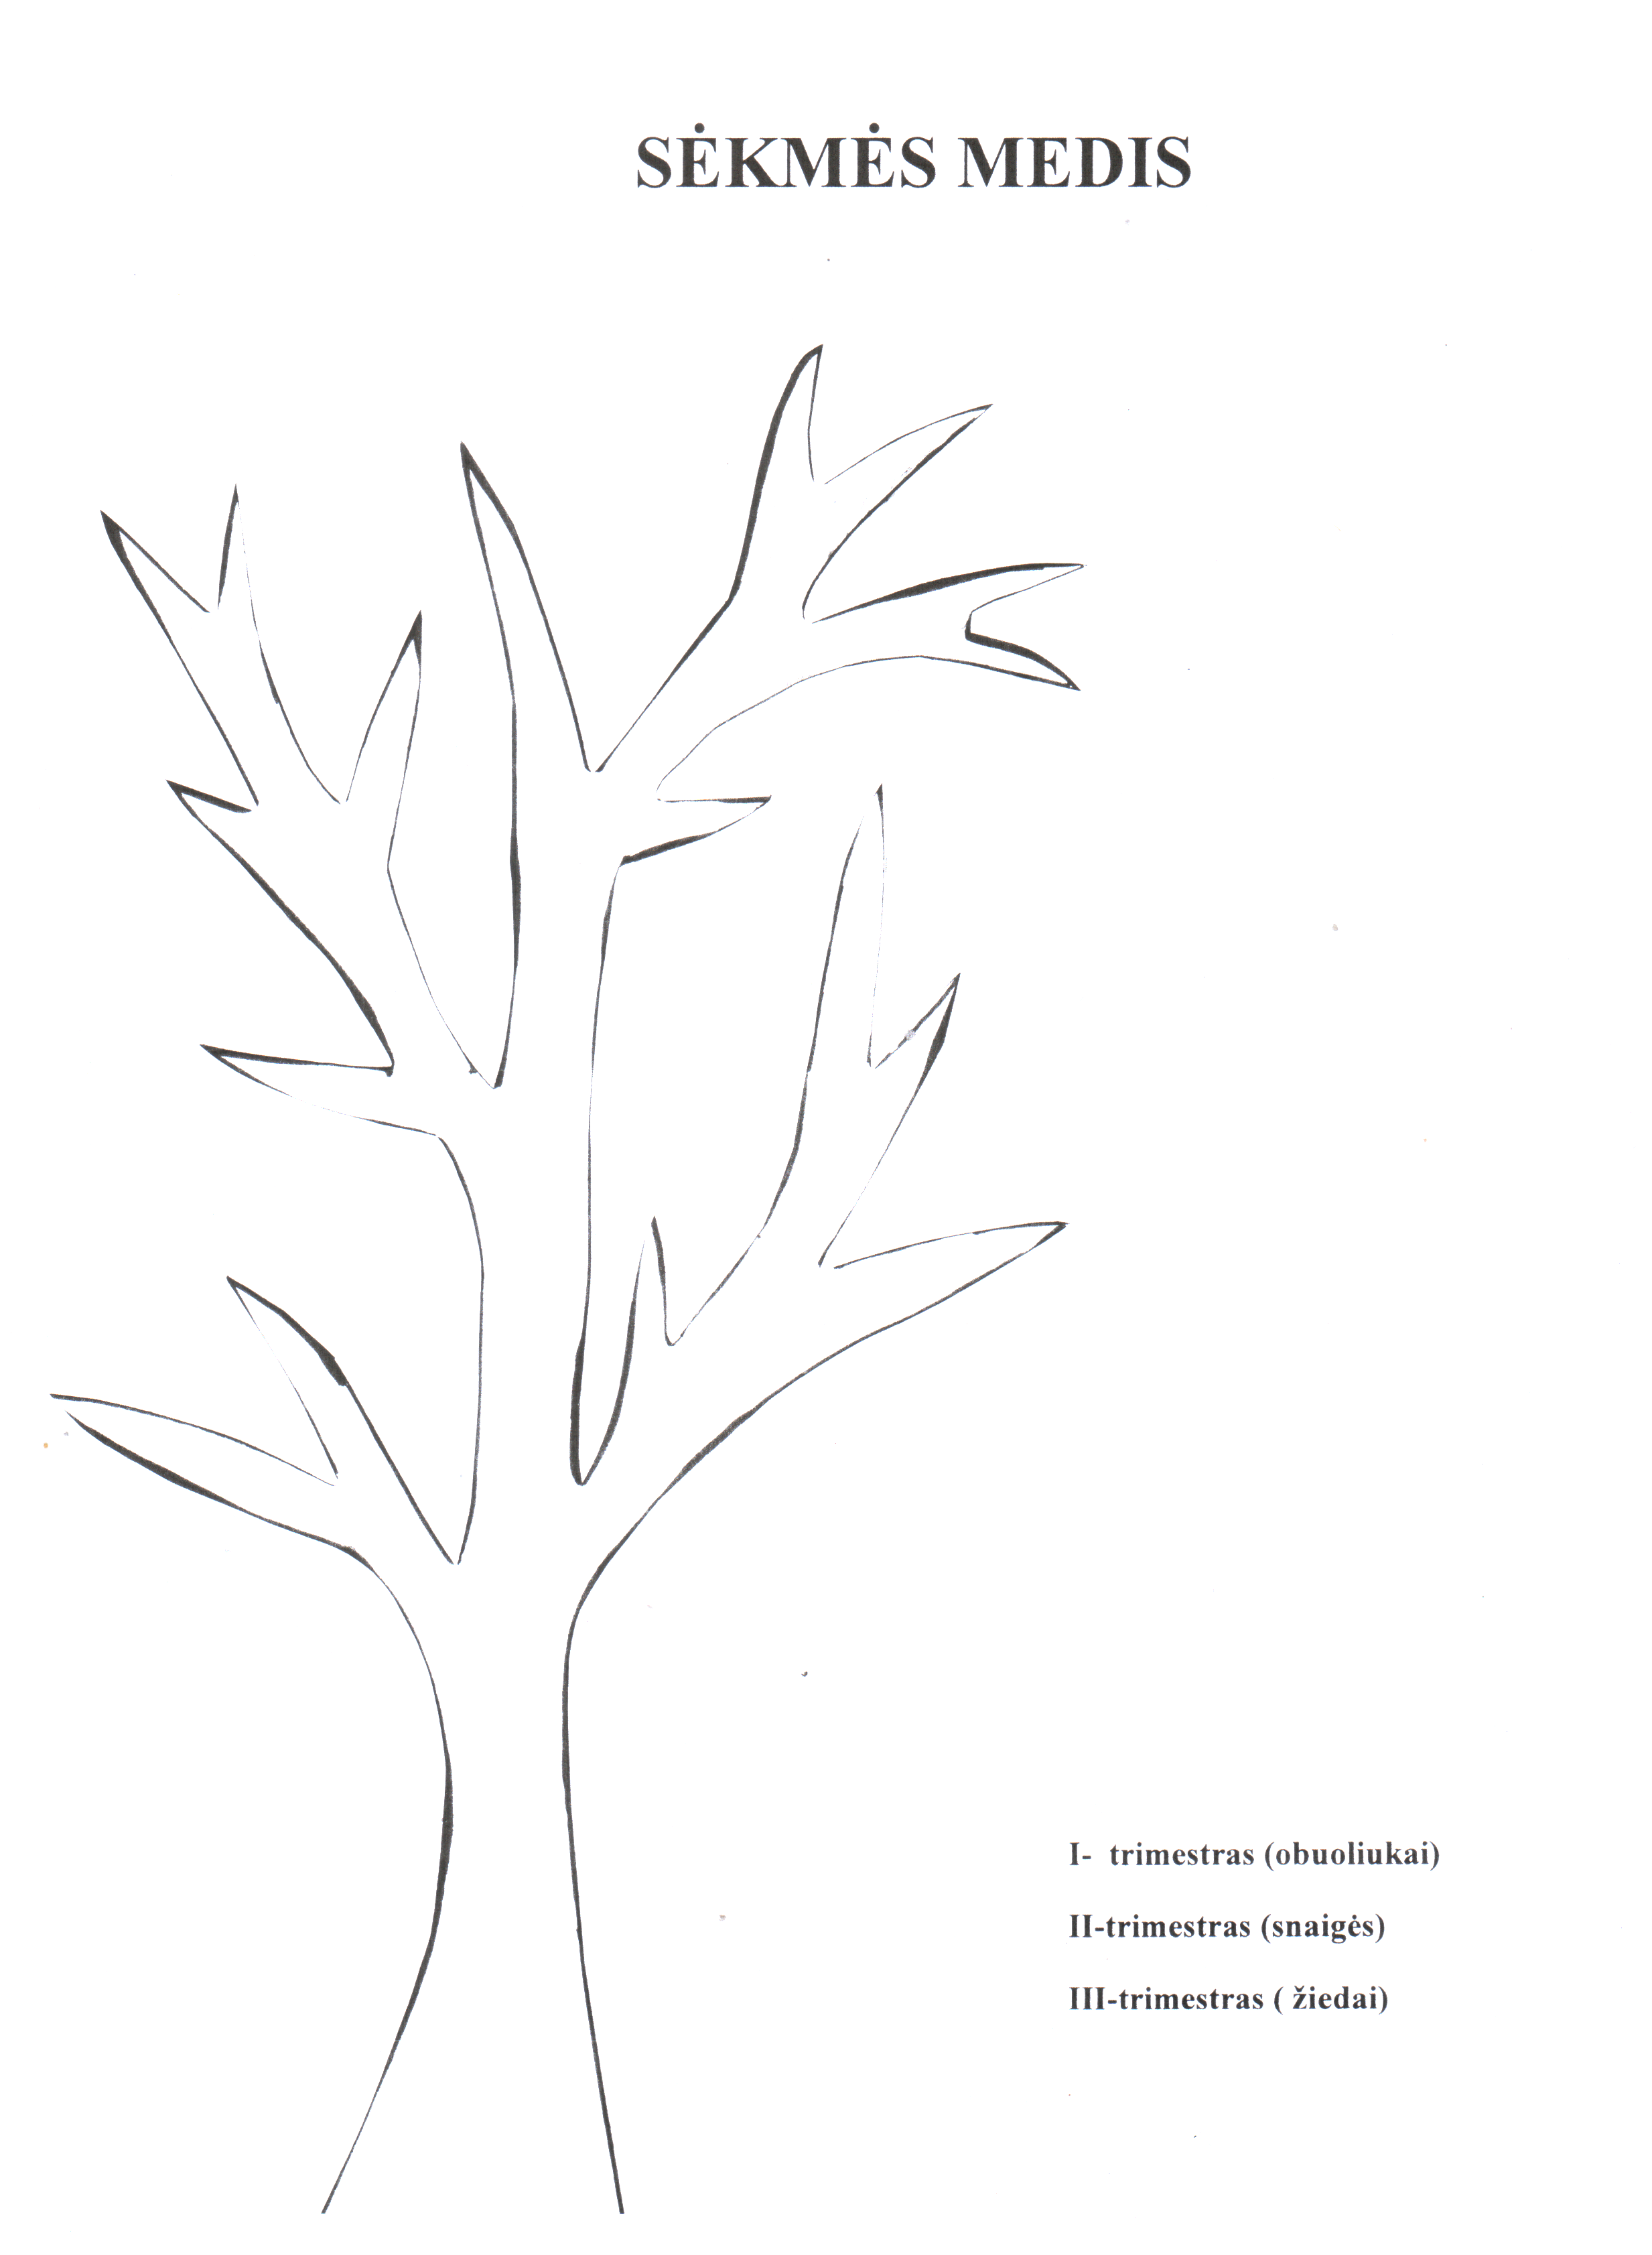 SĖKMĖS MEDIS
I-  trimestras (obuoliukai)
II-trimestras (snaigės)
III-trimestras ( žiedai)